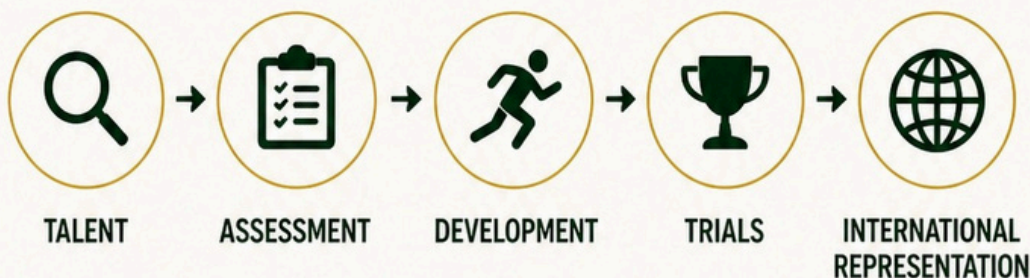 TALENT
ASSESSMENT
DEVELOPMENT
TRIALS
INTERNATIONAL
REPRESENTATION